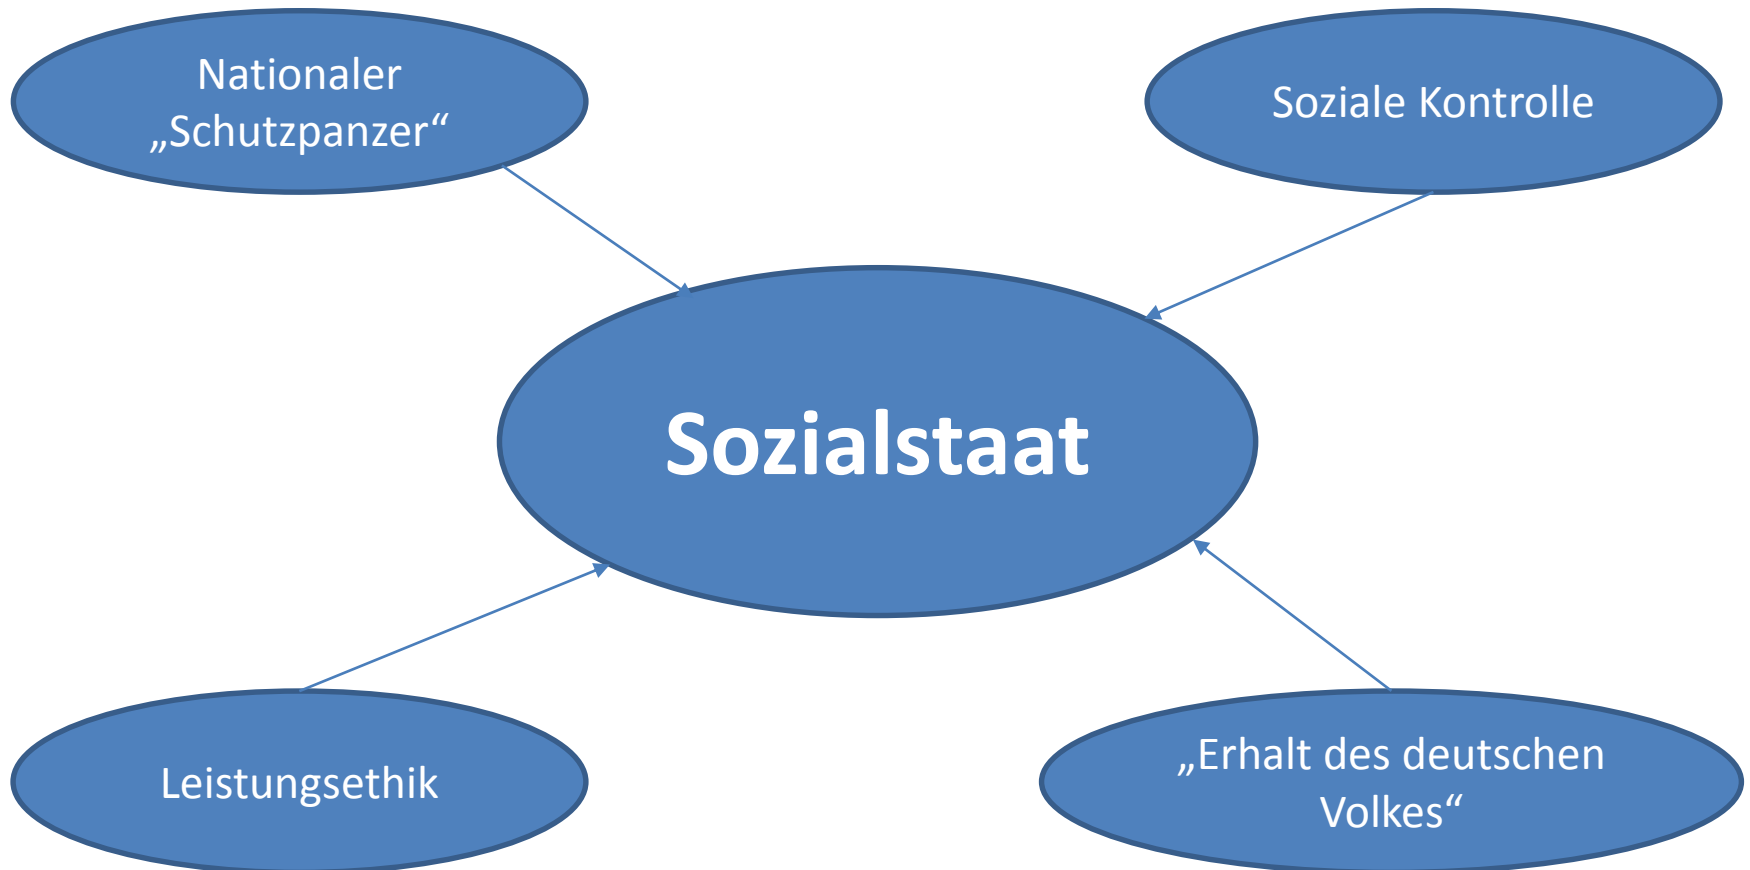 Nationaler
„Schutzpanzer“
Soziale Kontrolle
Sozialstaat
Leistungsethik
„Erhalt des deutschen
Volkes“